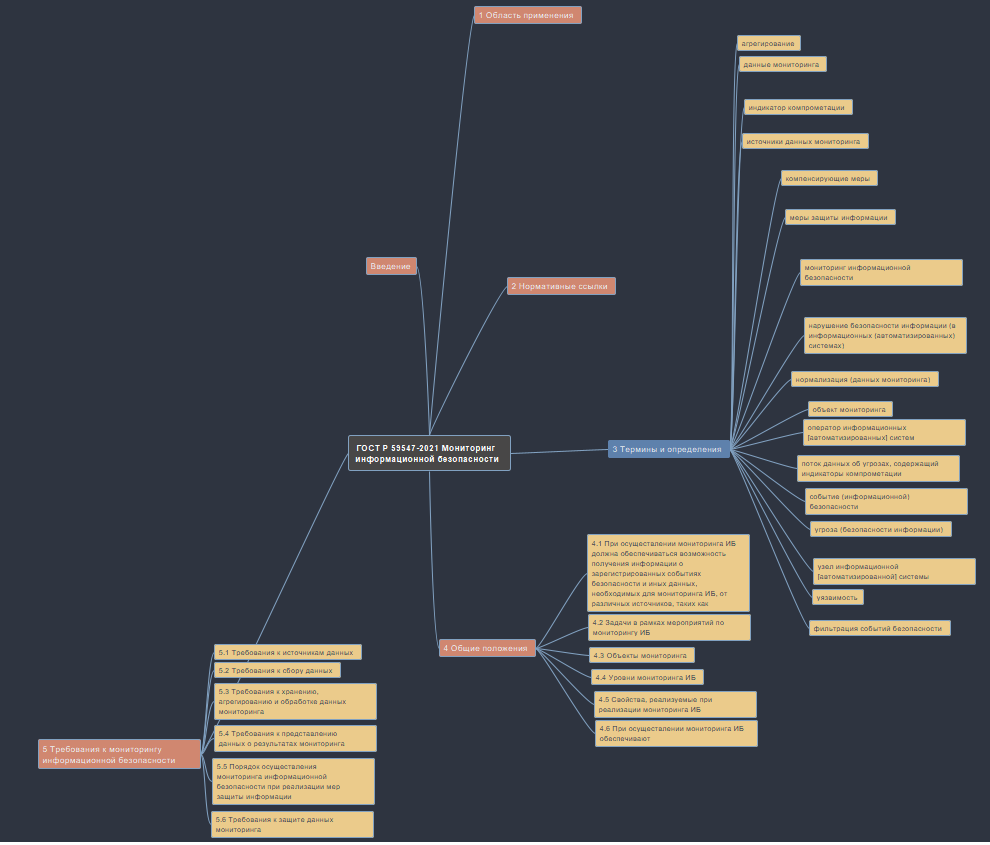 1 Область применения
агрегирование
данные мониторинга
индикатор компрометации
источники данных мониторинга
компенсирующие меры
меры защиты информации
Введение
мониторинг информационной
безопасности
2 Нормативные ссылки
нарушение безопасности информации (в
информационных (автоматизированных)
системах)
нормализация (данных мониторинга)
объект мониторинга
оператор информационных
[автоматизированных] систем
ГОСТ Р 59547-2021 Мониторинг
информационной безопасности
3 Термины и определения
поток данных об угрозах, содержащий
индикаторы компрометации
событие (информационной)
безопасности
угроза (безопасности информации)
узел информационной
[автоматизированной] системы
уязвимость
фильтрация событий безопасности
4 Общие положения
4.1 При осуществлении мониторинга ИБ
должна обеспечиваться возможность
получения информации о
зарегистрированных событиях
безопасности и иных данных,
необходимых для мониторинга ИБ, от
различных источников, таких как
4.2 Задачи в рамках мероприятий по
мониторингу ИБ
4.3 Объекты мониторинга
4.4 Уровни мониторинга ИБ
4.5 Свойства, реализуемые при
реализации мониторинга ИБ
4.6 При осуществлении мониторинга ИБ
обеспечивают
5 Требования к мониторингу
информационной безопасности
5.1 Требования к источникам данных
5.2 Требования к сбору данных
5.3 Требования к хранению,
агрегированию и обработке данных
мониторинга
5.4 Требования к представлению
данных о результатах мониторинга
5.5 Порядок осуществления
мониторинга информационной
безопасности при реализации мер
защиты информации
5.6 Требования к защите данных
мониторинга